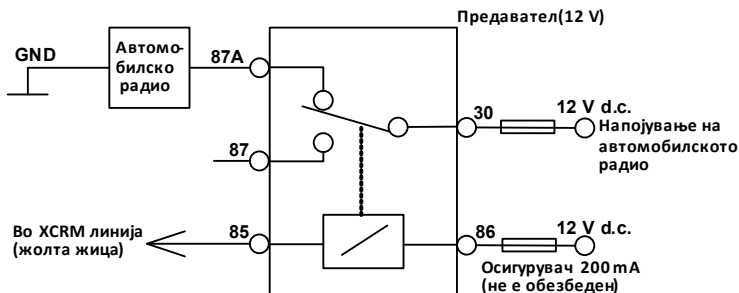 Предавател(12 V)
GND
Автомо-
билско
радио
87A
30
12 V d.c.
Напојување на
автомобилското
радио
87
Во XCRM линија
(жолта жица)
85
86
12 V d.c.
Осигурувач 200 mA
(не е обезбеден)